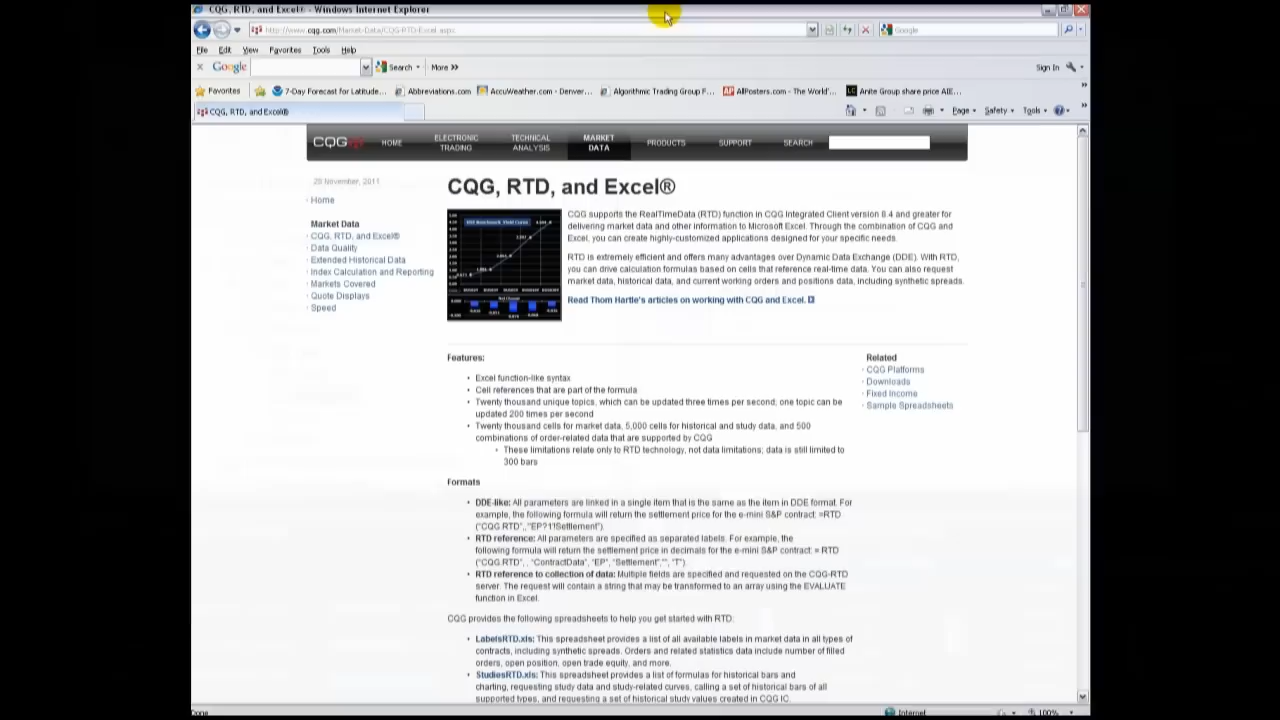 CQG, RTD, and Excel® - Windows Internet Explorer
http://www.cqg.com/Market-Data/CQG-RTD-Excel.aspx
Google
File Edit View Favorites Tools Help
Google Search More »
Sign In
Favorites 7-Day Forecast for Latitude... Abbreviations.com AccuWeather.com - Denver... Algorithmic Trading Group F... AllPosters.com - The World'... Anite Group share price AIE...
CQG, RTD, and Excel®
Page Safety Tools
CQG HOME ELECTRONIC TRADING TECHNICAL ANALYSIS MARKET DATA PRODUCTS SUPPORT SEARCH
November, 2011
Home
Market Data
CQG, RTD, and Excel®
Data Quality
Extended Historical Data
Index Calculation and Reporting
Markets Covered
Quote Displays
Speed
CQG, RTD, and Excel®
CQG supports the RealTimeData (RTD) function in CQG Integrated Client version 8.4 and greater for
delivering market data and other information to Microsoft Excel. Through the combination of CQG and
Excel, you can create highly-customized applications designed for your specific needs.
RTD is extremely efficient and offers many advantages over Dynamic Data Exchange (DDE). With RTD,
you can drive calculation formulas based on cells that reference real-time data. You can also request
market data, historical data, and current working orders and positions data, including synthetic spreads.
Read Thom Hartle's articles on working with CQG and Excel.
Features:
Excel function-like syntax
Cell references that are part of the formula
Twenty thousand unique topics, which can be updated three times per second; one topic can be
updated 200 times per second
Twenty thousand cells for market data, 5,000 cells for historical and study data, and 500
combinations of order-related data that are supported by CQG
These limitations relate only to RTD technology, not data limitations; data is still limited to
300 bars
Related
CQG Platforms
Downloads
Fixed Income
Sample Spreadsheets
Formats
DDE-like: All parameters are linked in a single item that is the same as the item in DDE format. For
example, the following formula will return the settlement price for the e-mini S&P contract: =RTD
("CQG.RTD",,"EP?11Settlement").
RTD reference: All parameters are specified as separated labels. For example, the
following formula will return the settlement price in decimals for the e-mini S&P contract: = RTD
("CQG.RTD", , "ContractData", "EP", "Settlement","", "T").
RTD reference to collection of data: Multiple fields are specified and requested on the CQG-RTD
server. The request will contain a string that may be transformed to an array using the EVALUATE
function in Excel.
CQG provides the following spreadsheets to help you get started with RTD:
LabelsRTD.xls: This spreadsheet provides a list of all available labels in market data in all types of
contracts, including synthetic spreads. Orders and related statistics data include number of filled
orders, open position, open trade equity, and more.
StudiesRTD.xls: This spreadsheet provides a list of formulas for historical bars and
charting, requesting study data and study-related curves, calling a set of historical bars of all
supported types, and requesting a set of historical study values created in CQG IC.
Done Internet 100%